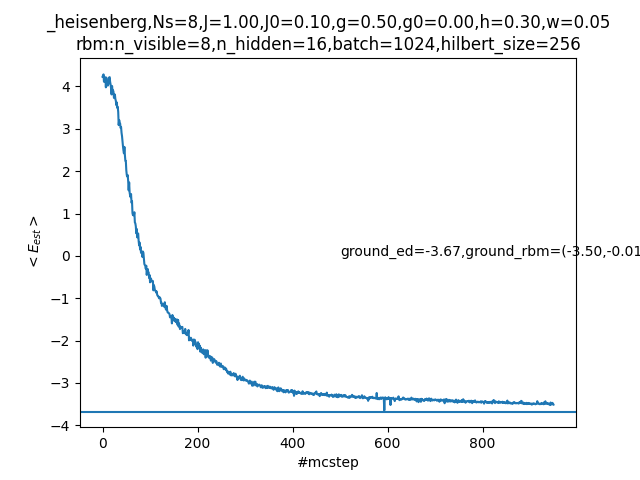 _heisenberg,Ns=8,J=1.00,J0=0.10,g=0.50,g0=0.00,h=0.30,w=0.05
rbm:n_visible=8,n_hidden=16,batch=1024,hilbert_size=256
4
3
2
1
0
−1
−2
−3
−4
< E_est >
ground_ed=-3.67,ground_rbm=(-3.50,-0.01
0 200 400 600 800
#mcstep